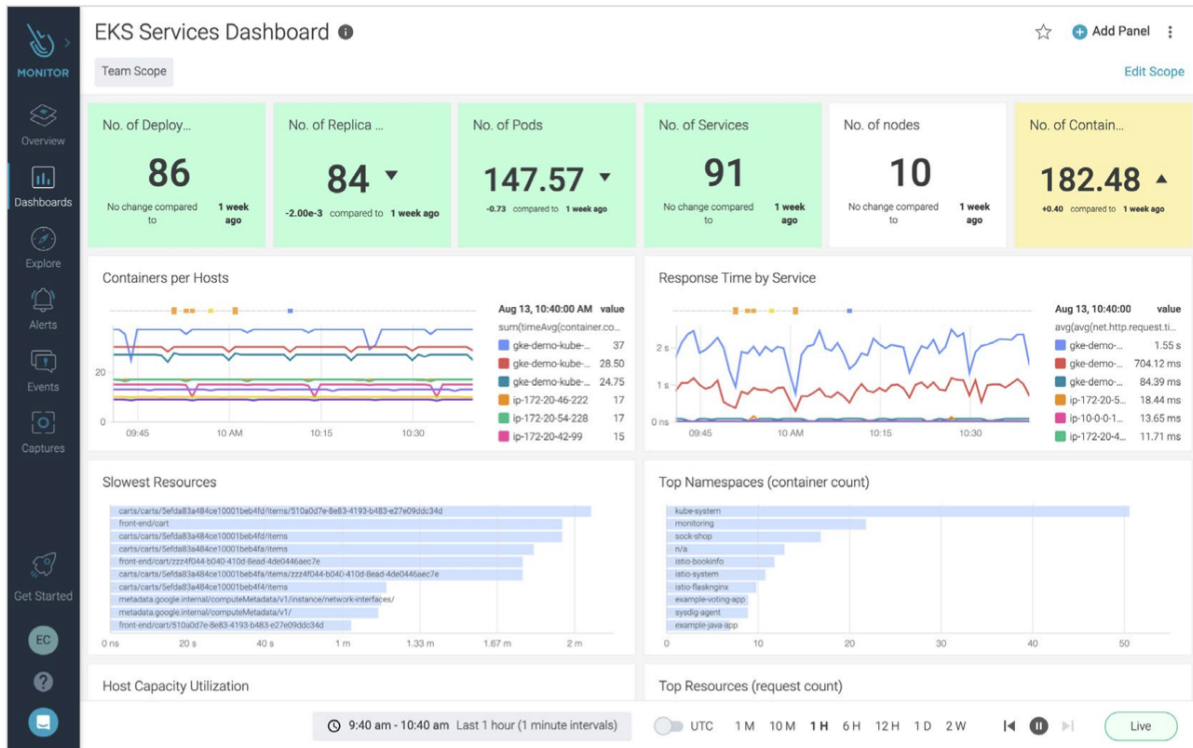 EKS Services Dashboard
Add Panel
MONITOR
Team Scope
Edit Scope
Overview
Dashboards
Explore
Alerts
Events
Captures
Get Started
EC
No. of Deploy...
86
No change compared to 1 week ago
No. of Replica ...
84
-2.00e-3 compared to 1 week ago
No. of Pods
147.57
-0.73 compared to 1 week ago
No. of Services
91
No change compared to 1 week ago
No. of nodes
10
No change compared to 1 week ago
No. of Contain...
182.48
+0.40 compared to 1 week ago
Containers per Hosts
20
0
09:45 10 AM 10:15 10:30
Aug 13, 10:40:00 AM value
sum(timeAvg(container.co...
gke-demo-kube-... 37
gke-demo-kube-... 28.50
gke-demo-kube-... 24.75
ip-172-20-46-222 17
ip-172-20-54-228 17
ip-172-20-42-99 15
Response Time by Service
2 s
1 s
0 ns
09:45 10 AM 10:15 10:30
Aug 13, 10:40:00 value
avg(avg(net.http.request.ti...
gke-demo-... 1.55 s
gke-demo-... 704.12 ms
gke-demo-... 84.39 ms
ip-172-20-5... 18.44 ms
ip-10-0-0-1... 13.65 ms
ip-172-20-4... 11.71 ms
Slowest Resources
carts/carts/5efda83a484ce10001beb4fd/items/510a0d7e-8e83-4193-b483-e27e09ddc34d
front-end/cart
carts/carts/5efda83a484ce10001beb4fd/items
carts/carts/5efda83a484ce10001beb4fa/items
front-end/cart/zzz4f044-b040-410d-8ead-4de0446aec7e
carts/carts/5efda83a484ce10001beb4fa/items/zzz4f044-b040-410d-8ead-4de0446aec7e
carts/carts/5efda83a484ce10001beb4f4/items
metadata.google.internal/computeMetadata/v1/instance/network-interfaces/
metadata.google.internal/computeMetadata/v1/
front-end/cart/510a0d7e-8e83-4193-b483-e27e09ddc34d
0 ns 20 s 40 s 1 m 1.33 m 1.67 m 2 m
Top Namespaces (container count)
kube-system
monitoring
sock-shop
n/a
istio-bookinfo
istio-system
istio-flasknginx
example-voting-app
sysdig-agent
example-java-app
0 10 20 30 40 50
Host Capacity Utilization
Top Resources (request count)
9:40 am - 10:40 am Last 1 hour (1 minute intervals)
UTC 1 M 10 M 1 H 6 H 12 H 1 D 2 W
Live